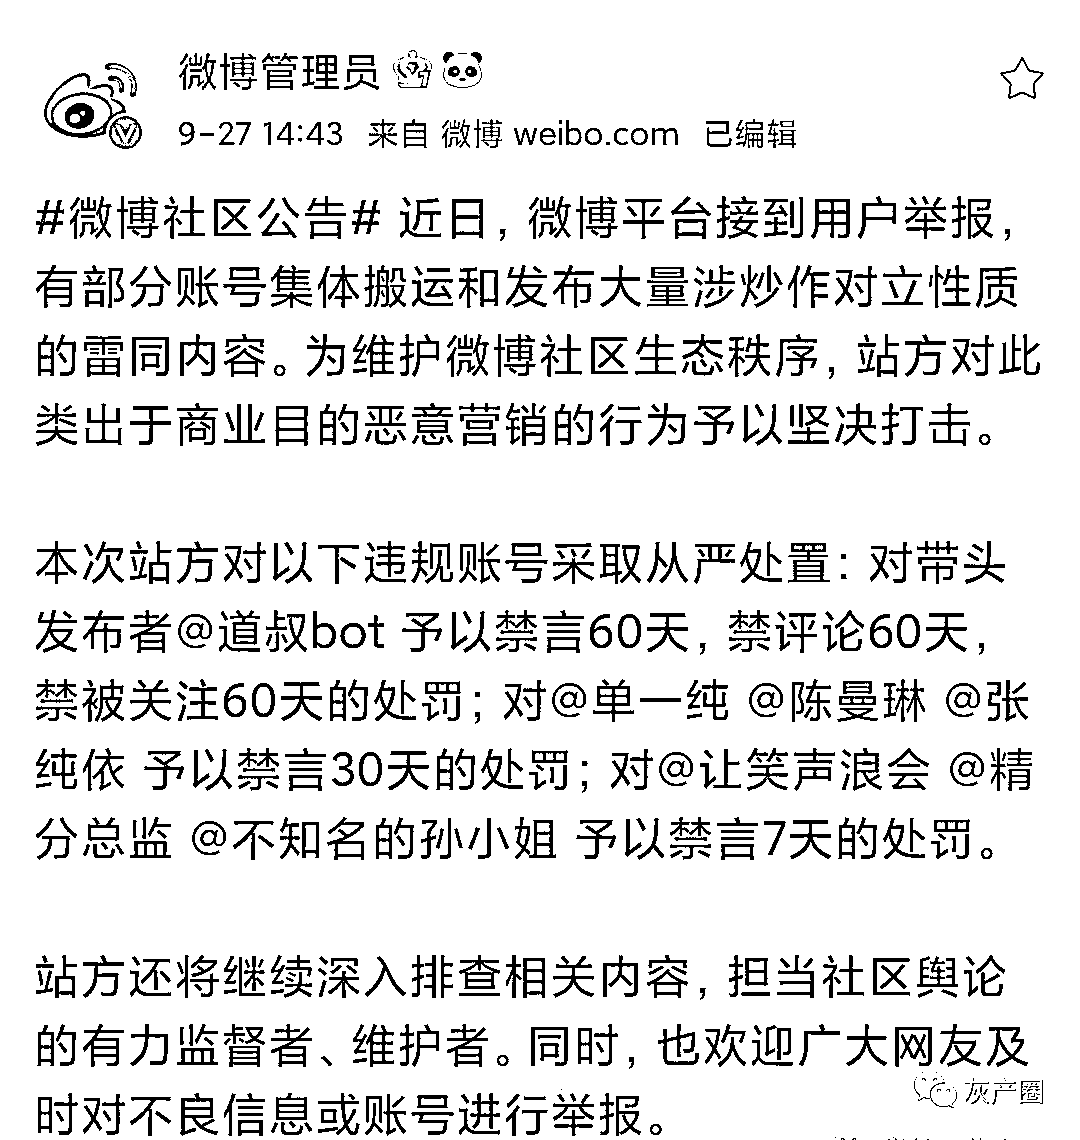 微博管理员
9-27 14:43 来自 微博 weibo.com 已编辑
#微博社区公告# 近日，微博平台接到用户举报，
有部分账号集体搬运和发布大量涉炒作对立性质
的雷同内容。为维护微博社区生态秩序，站方对此
类出于商业目的恶意营销的行为予以坚决打击。
本次站方对以下违规账号采取从严处置：对带头
发布者@道叔bot 予以禁言60天，禁评论60天，
禁被关注60天的处罚；对@单一纯 @陈曼琳 @张
纯依 予以禁言30天的处罚；对@让笑声浪会 @精
分总监 @不知名的孙小姐 予以禁言7天的处罚。
站方还将继续深入排查相关内容，担当社区舆论
的有力监督者、维护者。同时，也欢迎广大网友及
时对不良信息或账号进行举报。
灰产圈